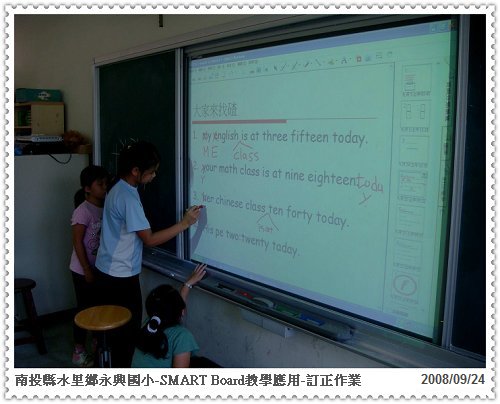 大家來找碴
1. my english is at three fifteen today.
M E class
2. your math class is at nine eighteen today
Y
3. her chinese class ten forty today.
is at
his pe two twenty today.
南投縣水里鄉永興國小-SMART Board教學應用-訂正作業 2008/09/24